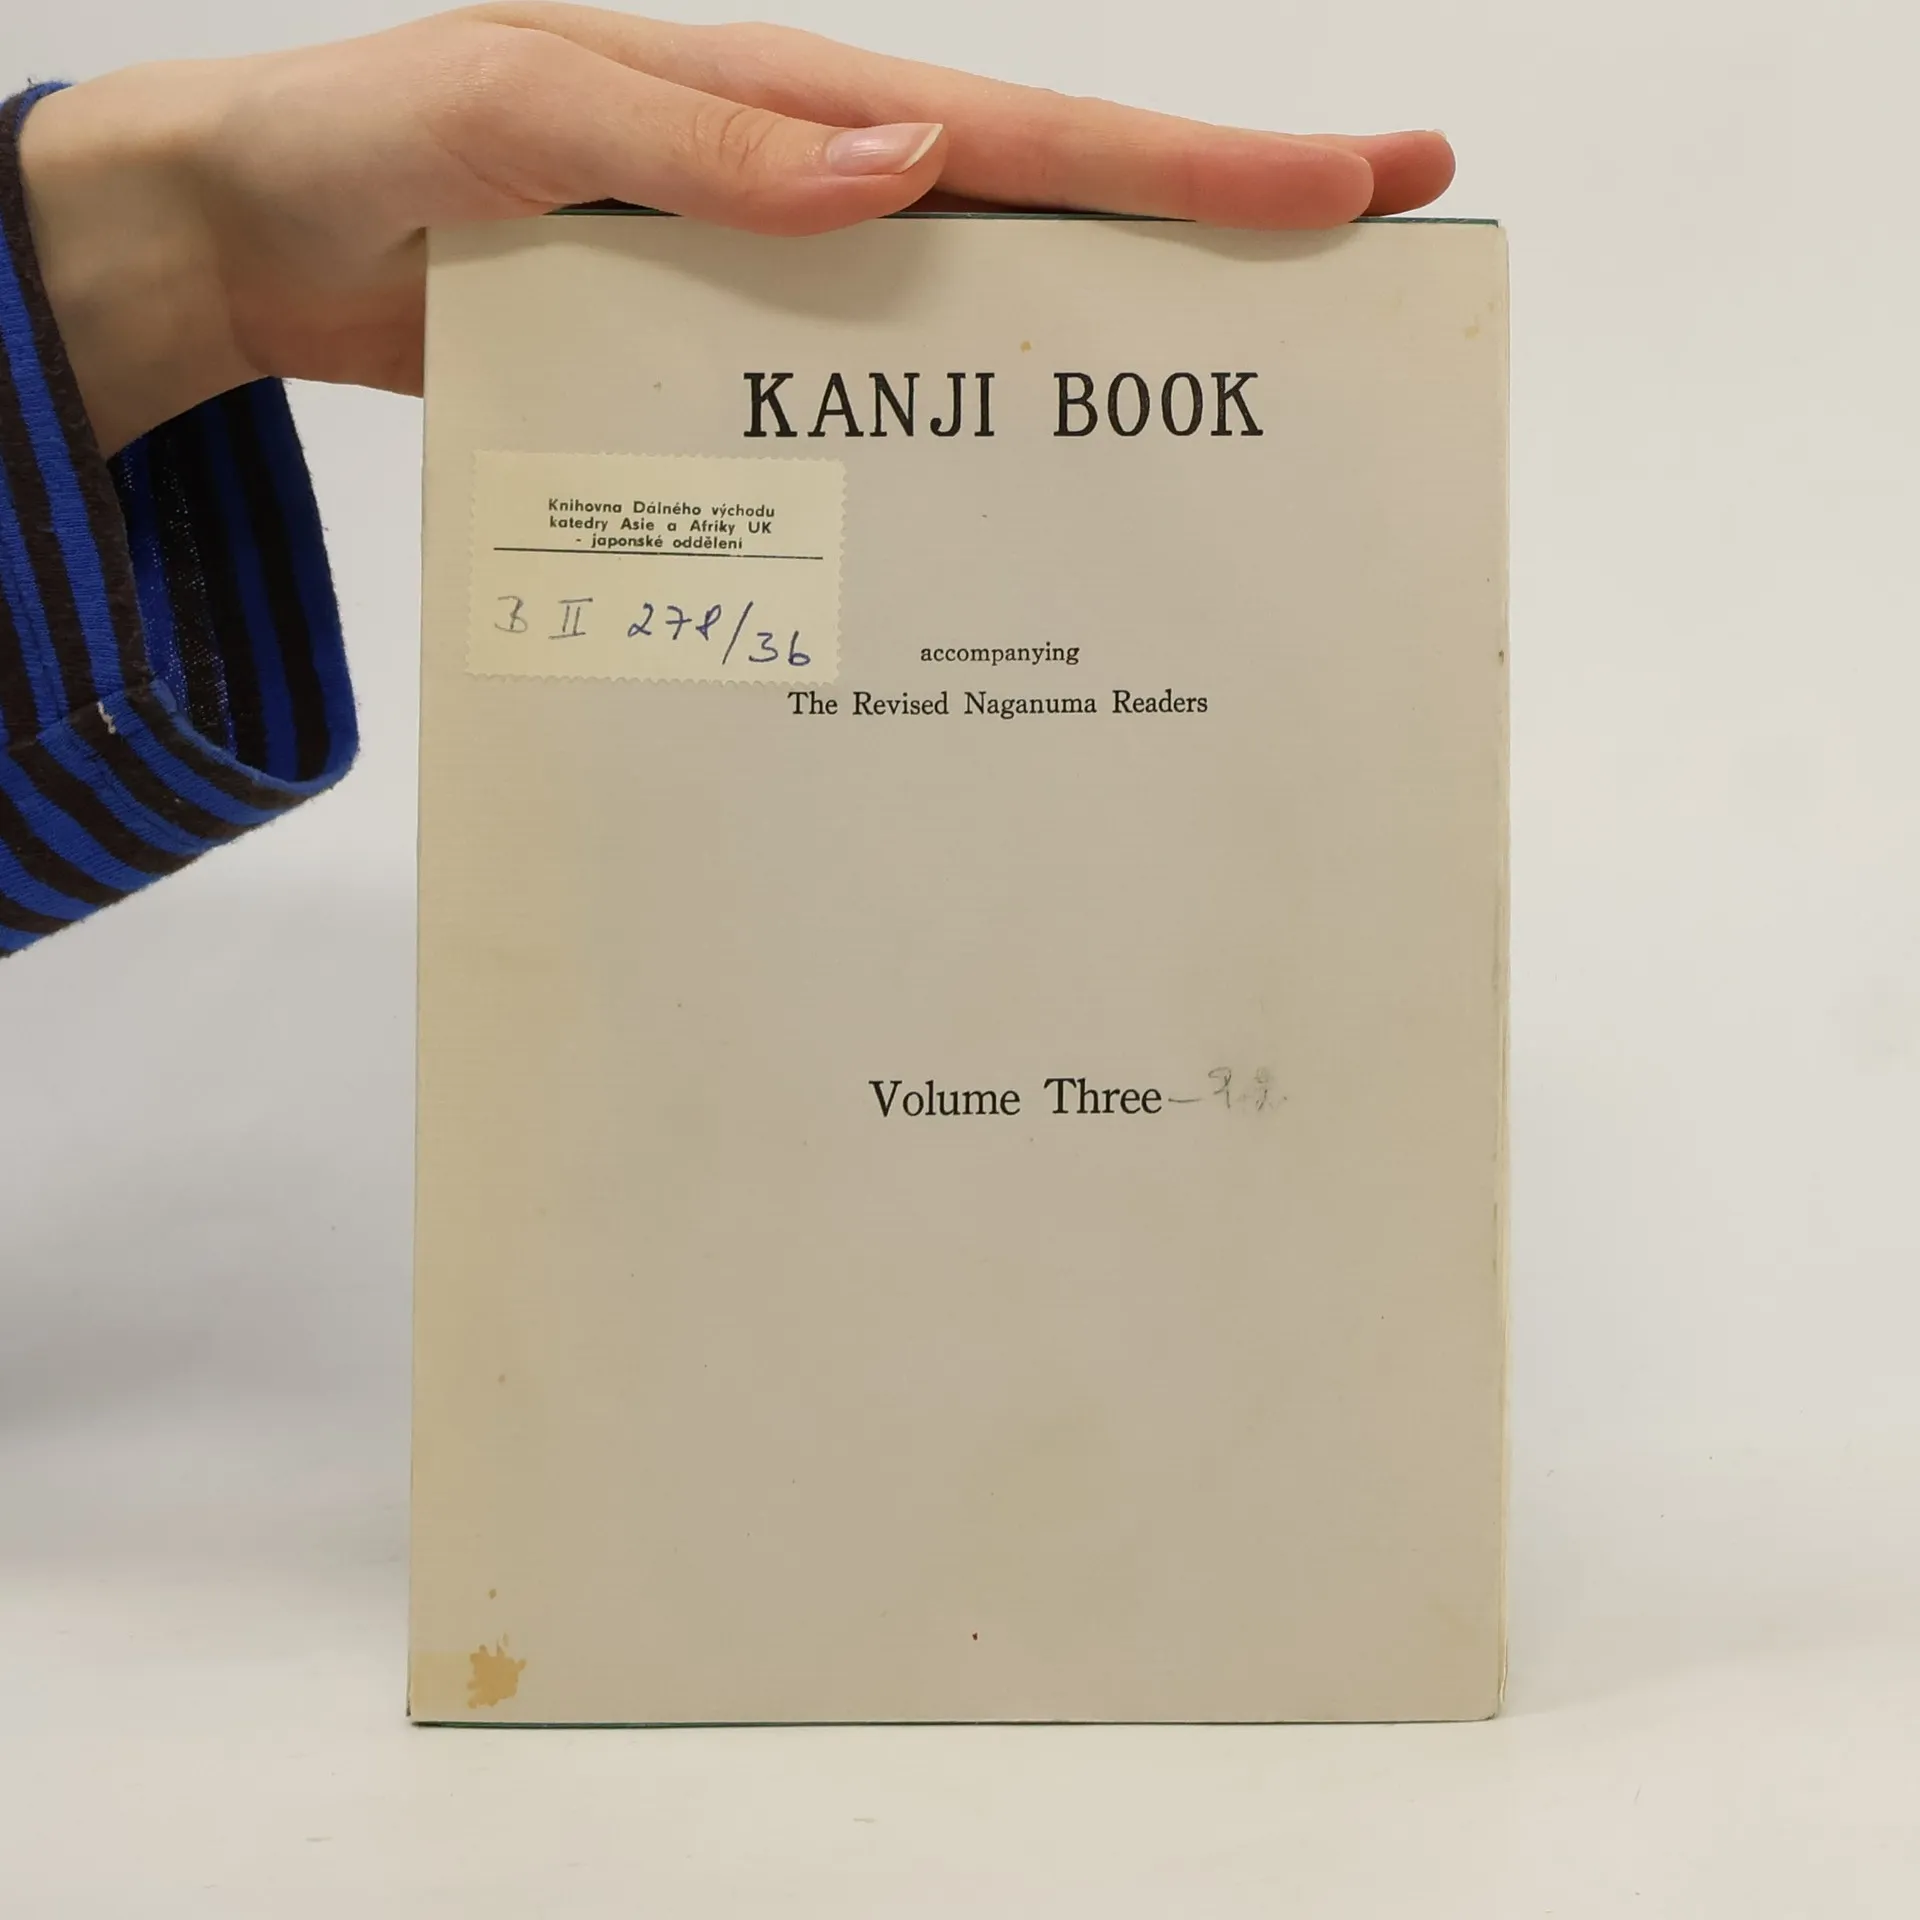 KANJI BOOK
Knihovna Dálného východu
katedry Asie a Afriky UK
- japonské oddělení
B II 278/3b
accompanying
The Revised Naganuma Readers
Volume Three